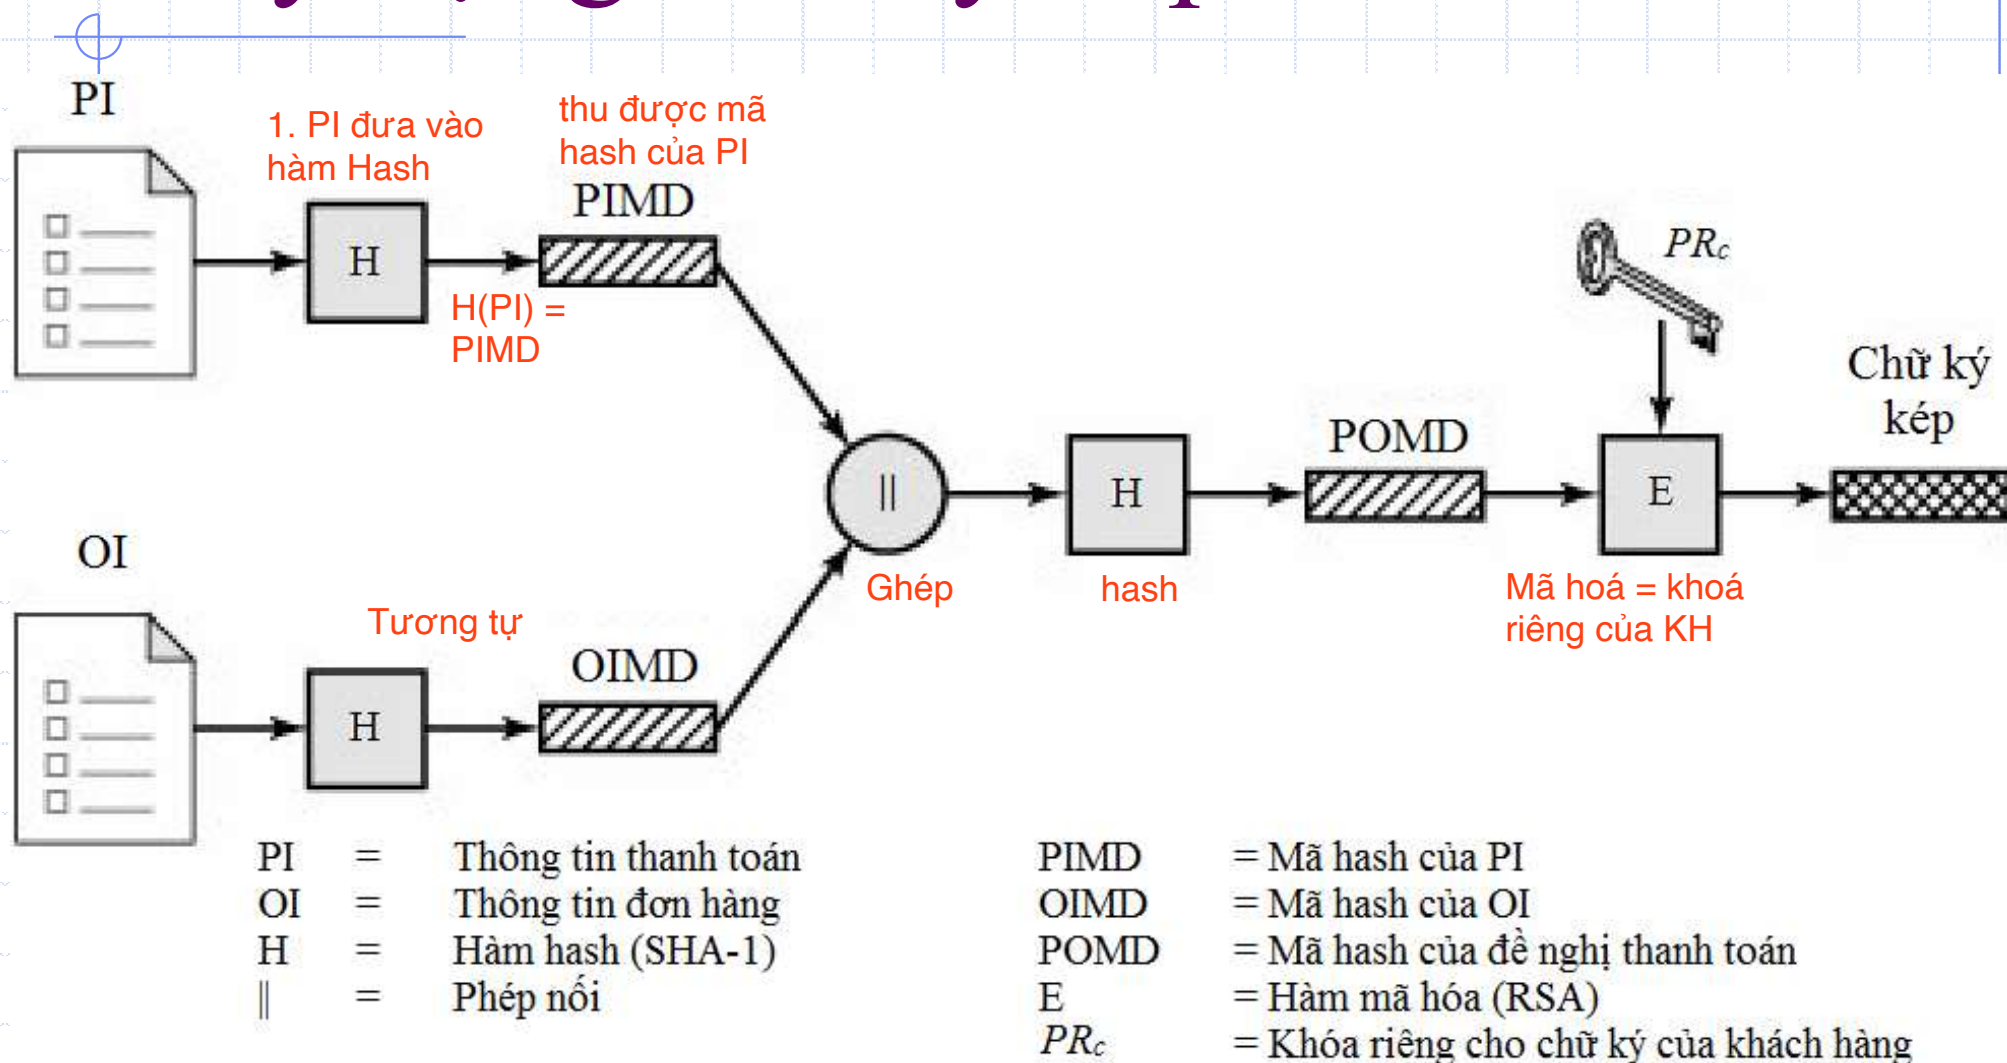 PI
1. PI đưa vào
hàm Hash
thu được mã
hash của PI
PIMD
H
H(PI) =
PIMD
PRc
Chữ ký
kép
POMD
||
H
E
OI
Ghép
hash
Mã hoá = khoá
riêng của KH
Tương tự
OIMD
H
PI = Thông tin thanh toán
OI = Thông tin đơn hàng
H = Hàm hash (SHA-1)
|| = Phép nối
PIMD = Mã hash của PI
OIMD = Mã hash của OI
POMD = Mã hash của đề nghị thanh toán
E = Hàm mã hóa (RSA)
PRc = Khóa riêng cho chữ ký của khách hàng